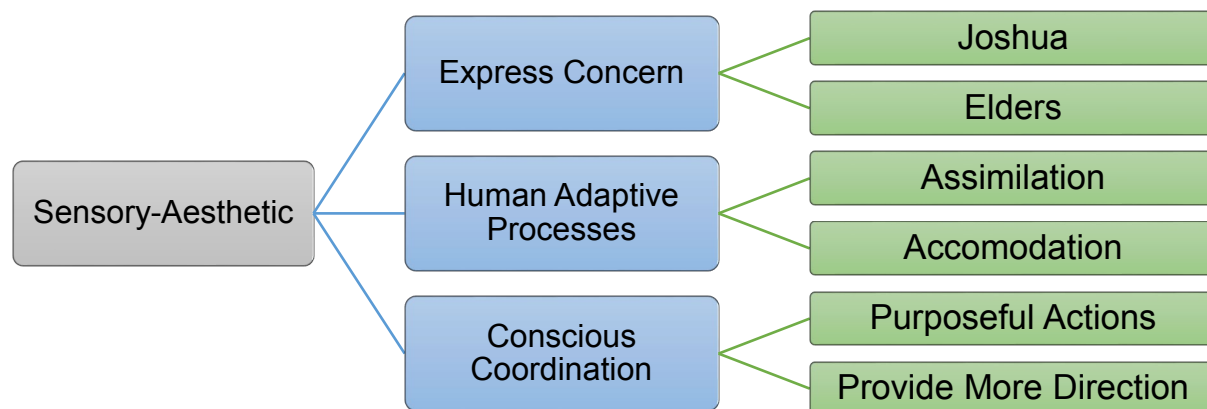 Sensory-Aesthetic
Express Concern
Joshua
Elders
Human Adaptive
Processes
Assimilation
Accomodation
Conscious
Coordination
Purposeful Actions
Provide More Direction